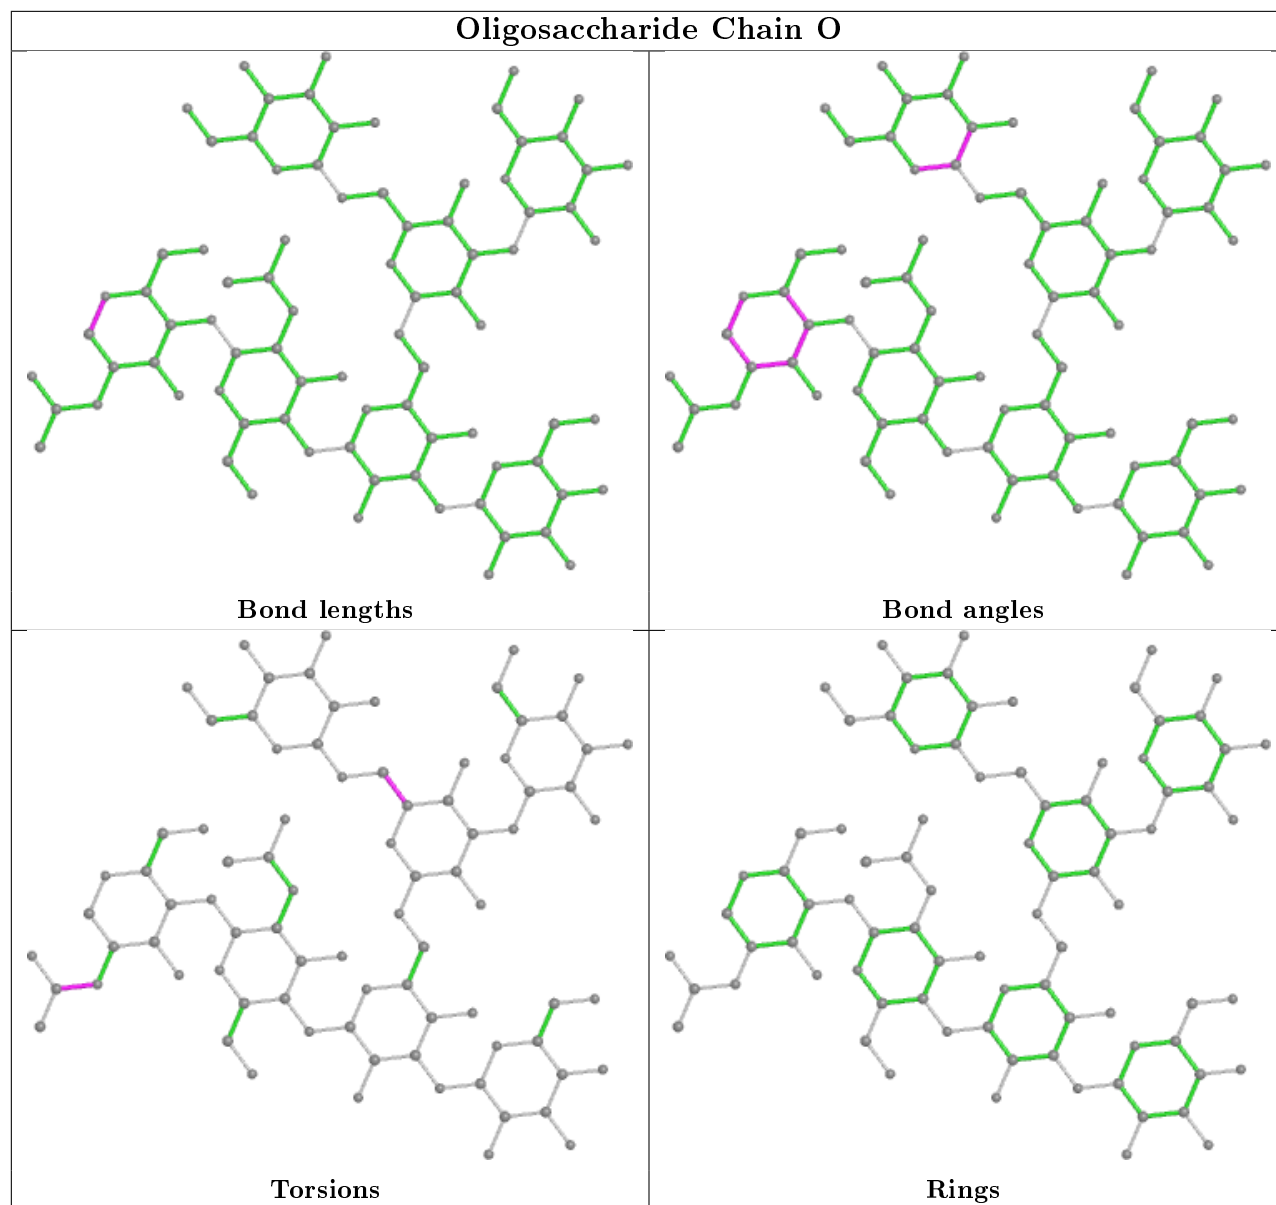 Oligosaccharide Chain O
Bond lengths
Bond angles
Torsions
Rings